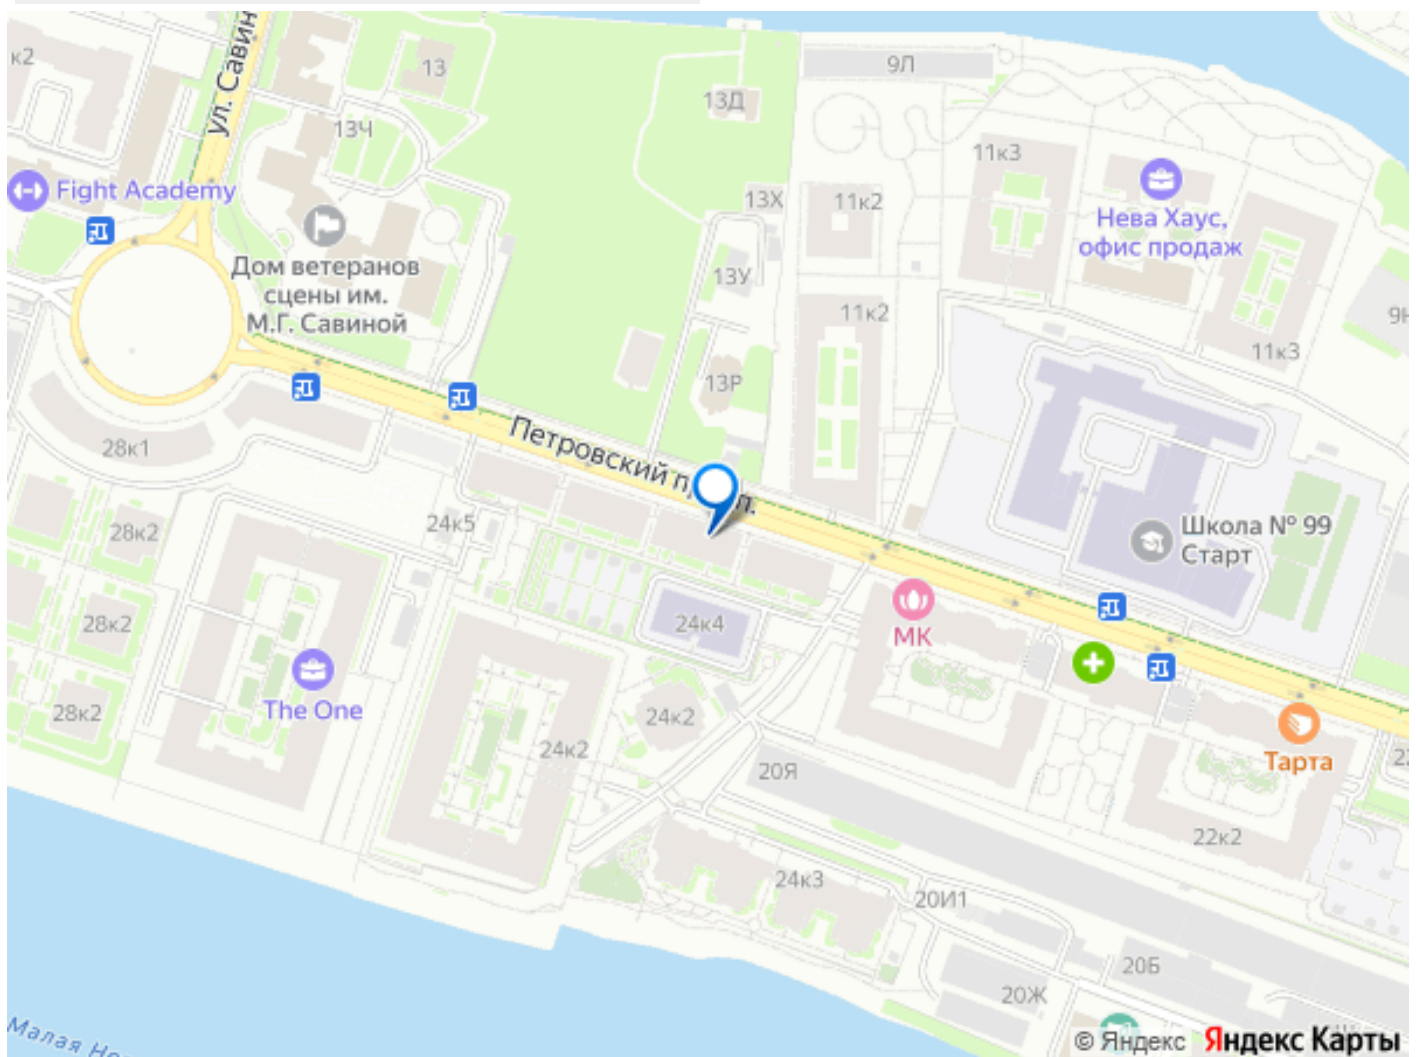 к2
ул. Савин
13
9Л
13Д
13Ч
11к3
Fight Academy
13Х
11к2
Нева Хаус,
офис продаж
Дом ветеранов
сцены им.
М.Г. Савиной
13У
11к2
9Н
11к3
13Р
28к1
Петровский
24к5
28к2
Школа № 99
Старт
28к2
24к4
МК
28к2
The One
24к2
24к2
20Я
Тарта
22к2
24к3
20И1
20Б
20Ж
Малая
© Яндекс Яндекс Карты